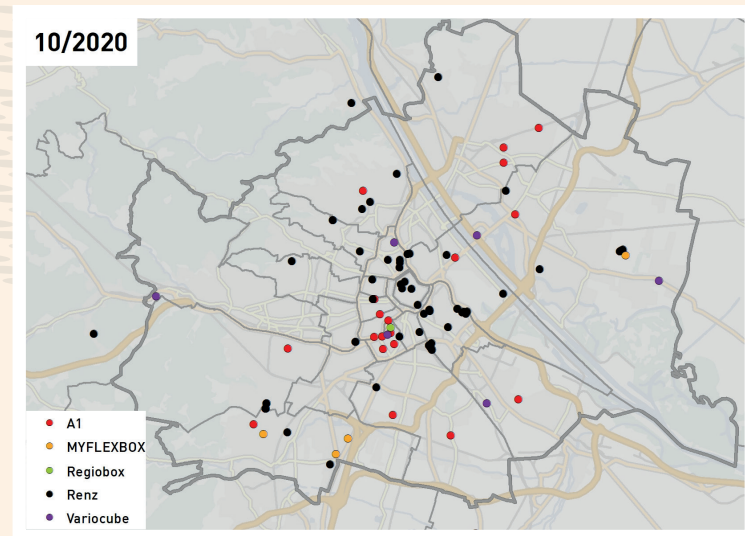 10/2020
A1
MYFLEXBOX
Regiobox
Renz
Variocube